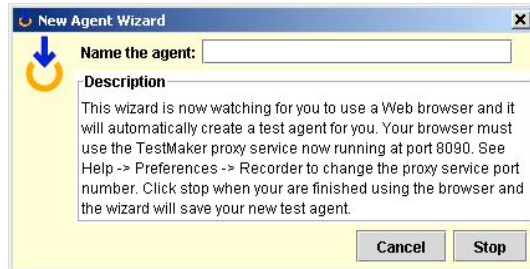 New Agent Wizard
Name the agent:
Description
This wizard is now watching for you to use a Web browser and it
will automatically create a test agent for you. Your browser must
use the TestMaker proxy service now running at port 8090. See
Help -> Preferences -> Recorder to change the proxy service port
number. Click stop when your are finished using the browser and
the wizard will save your new test agent.
Cancel Stop